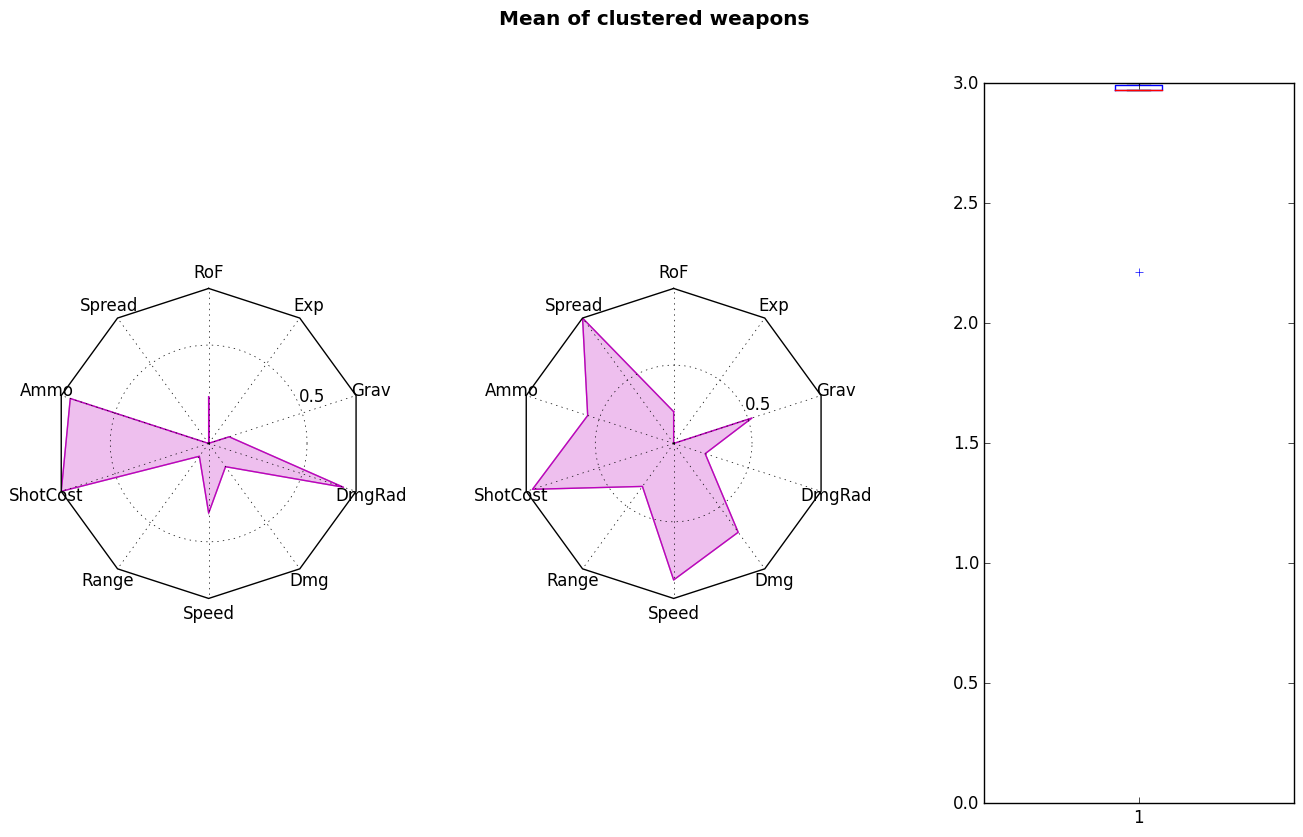 Mean of clustered weapons
RoF
Exp
Grav
DmgRad
Dmg
Speed
Range
ShotCost
Ammo
Spread
0.5
RoF
Exp
Grav
DmgRad
Dmg
Speed
Range
ShotCost
Ammo
Spread
0.5
3.0
2.5
2.0
1.5
1.0
0.5
0.0
1